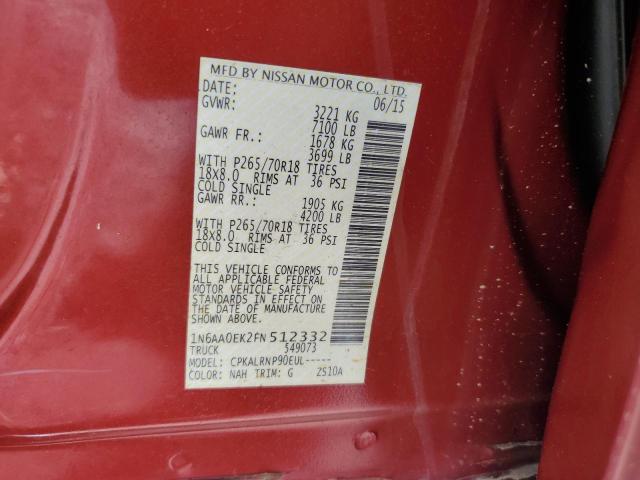 MFD BY NISSAN MOTOR CO., LTD.
DATE: 06/15
GVWR: 3221 KG
7100 LB
GAWR FR.: 1678 KG
3699 LB
WITH P265/70R18 TIRES
18X8.0 RIMS AT 36 PSI
COLD SINGLE
GAWR RR.: 1905 KG
4200 LB
WITH P265/70R18 TIRES
18X8.0 RIMS AT 36 PSI
COLD SINGLE
THIS VEHICLE CONFORMS TO
ALL APPLICABLE FEDERAL
MOTOR VEHICLE SAFETY
STANDARDS IN EFFECT ON
THE DATE OF MANUFACTURE
SHOWN ABOVE.
1N6AA0EK2FN512332
TRUCK 549073
MODEL: CPKALRNP90EUL-----
COLOR: NAH TRIM: G ZS10A